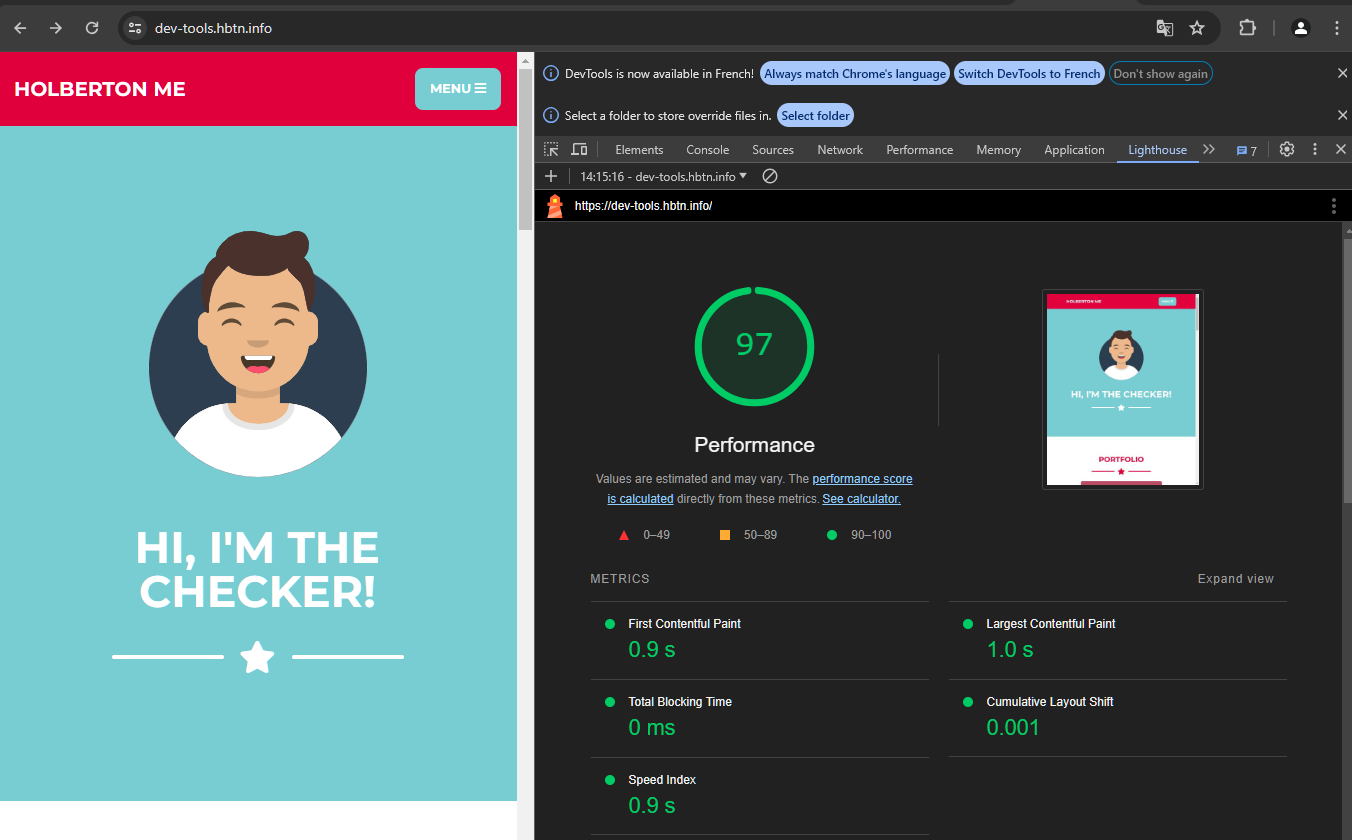 dev-tools.hbtn.info
HOLBERTON ME
MENU
HI, I'M THE
CHECKER!
DevTools is now available in French! Always match Chrome's language Switch DevTools to French Don't show again
Select a folder to store override files in. Select folder
Elements Console Sources Network Performance Memory Application Lighthouse 7
14:15:16 - dev-tools.hbtn.info
https://dev-tools.hbtn.info/
97
Performance
Values are estimated and may vary. The performance score
is calculated directly from these metrics. See calculator.
0–49 50–89 90–100
HOLBERTON ME
HI, I'M THE CHECKER!
PORTFOLIO
METRICS
Expand view
First Contentful Paint
0.9 s
Largest Contentful Paint
1.0 s
Total Blocking Time
0 ms
Cumulative Layout Shift
0.001
Speed Index
0.9 s